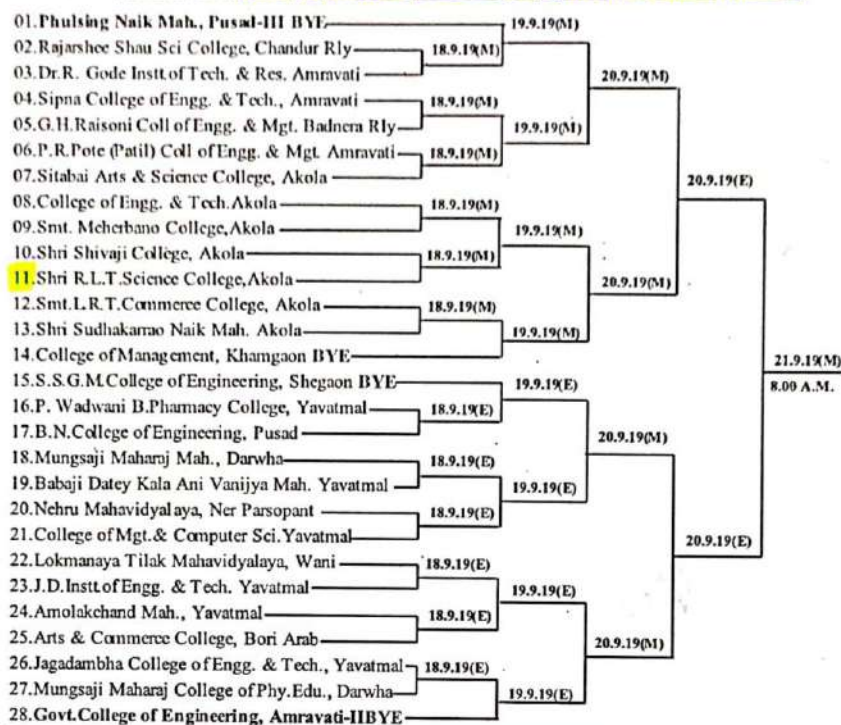 01.Phulsing Naik Mah., Pusad-III BYE 19.9.19(M)
02.Rajarshee Shau Sci College, Chandur Rly 18.9.19(M)
03.Dr.R. Gode Instt.of Tech. & Res. Amravati 20.9.19(M)
04.Sipna College of Engg. & Tech., Amravati 18.9.19(M)
05.G.H.Raisoni Coll of Engg. & Mgt. Badnera Rly 19.9.19(M)
06.P.R.Pote (Patil) Coll of Engg. & Mgt. Amravati 18.9.19(M)
07.Sitabai Arts & Science College, Akola 20.9.19(E)
08.College of Engg. & Tech.Akola 18.9.19(M)
09.Smt. Meherbano College,Akola 19.9.19(M)
10.Shri Shivaji College, Akola 18.9.19(M)
11.Shri R.L.T.Science College,Akola 20.9.19(M)
12.Smt.L.R.T.Commerce College, Akola 18.9.19(M)
13.Shri Sudhakarrao Naik Mah. Akola 19.9.19(M)
14.College of Management, Khamgaon BYE 21.9.19(M)
15.S.S.G.M.College of Engineering, Shegaon BYE 19.9.19(E) 8.00 A.M.
16.P. Wadwani B.Pharmacy College, Yavatmal 18.9.19(E)
17.B.N.College of Engineering, Pusad 20.9.19(M)
18.Mungsaji Maharaj Mah., Darwha 18.9.19(E)
19.Babaji Datey Kala Ani Vanijya Mah. Yavatmal 19.9.19(E)
20.Nehru Mahavidyalaya, Ner Parsopant 18.9.19(E)
21.College of Mgt.& Computer Sci.Yavatmal 20.9.19(E)
22.Lokmanaya Tilak Mahavidyalaya, Wani 18.9.19(E)
23.J.D.Instt.of Engg. & Tech. Yavatmal 19.9.19(E)
24.Amolakchand Mah., Yavatmal 18.9.19(E)
25.Arts & Commerce College, Bori Arab 20.9.19(M)
26.Jagadambha College of Engg. & Tech., Yavatmal 18.9.19(E)
27.Mungsaji Maharaj College of Phy.Edu., Darwha 19.9.19(E)
28.Govt.College of Engineering, Amravati-IIBYE